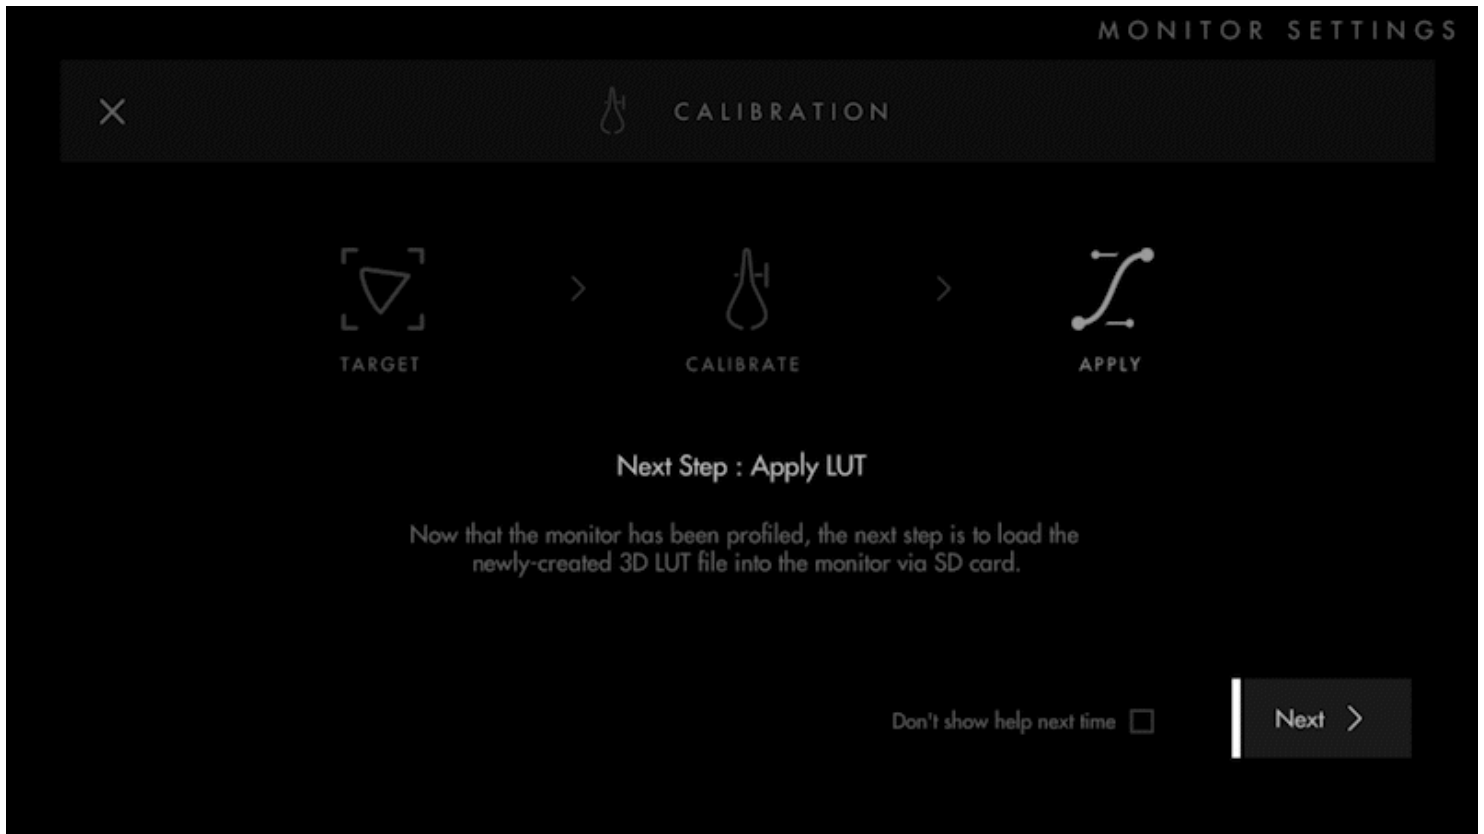 MONITOR SETTINGS
CALIBRATION
TARGET
CALIBRATE
APPLY
Next Step : Apply LUT
Now that the monitor has been profiled, the next step is to load the
newly-created 3D LUT file into the monitor via SD card.
Don't show help next time
Next